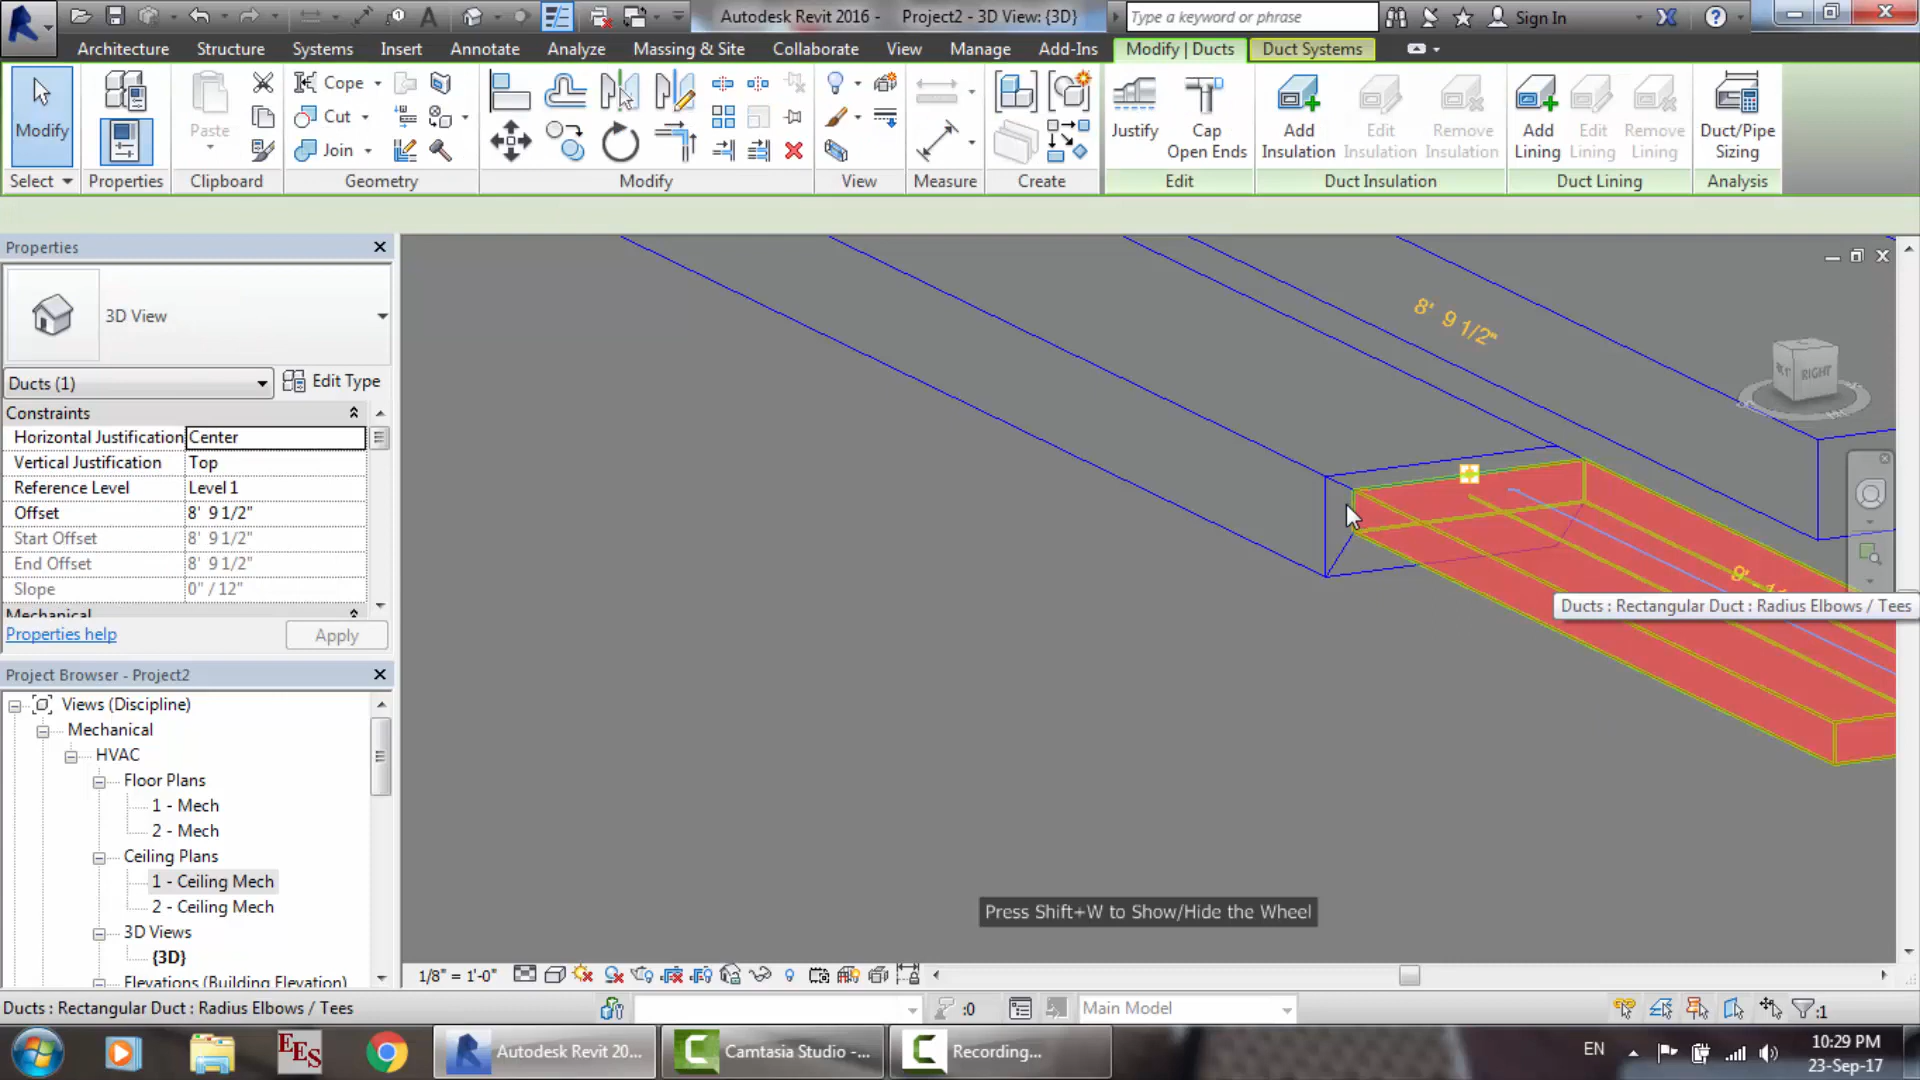 Autodesk Revit 2016 - Project2 - 3D View: {3D}
Type a keyword or phrase
Sign In
Architecture Structure Systems Insert Annotate Analyze Massing & Site Collaborate View Manage Add-Ins Modify | Ducts Duct Systems
Modify
Paste
Cope
Cut
Join
Justify
Cap
Open Ends
Add
Insulation
Edit
Insulation
Remove
Insulation
Add
Lining
Edit
Lining
Remove
Lining
Duct/Pipe
Sizing
Select Properties Clipboard Geometry Modify View Measure Create Edit Duct Insulation Duct Lining Analysis
Properties
3D View
Ducts (1)
Edit Type
Constraints
Horizontal Justification Center
Vertical Justification Top
Reference Level Level 1
Offset 8' 9 1/2"
Start Offset 8' 9 1/2"
End Offset 8' 9 1/2"
Slope 0" / 12"
Mechanical
Properties help
Apply
Project Browser - Project2
Views (Discipline)
Mechanical
HVAC
Floor Plans
1 - Mech
2 - Mech
Ceiling Plans
1 - Ceiling Mech
2 - Ceiling Mech
3D Views
{3D}
Elevations (Building Elevation)
8' 9 1/2"
RIGHT
Ducts : Rectangular Duct : Radius Elbows / Tees
Press Shift+W to Show/Hide the Wheel
1/8" = 1'-0"
Ducts : Rectangular Duct : Radius Elbows / Tees
:0
Main Model
:1
EES
Autodesk Revit 20...
Camtasia Studio -...
Recording...
EN
10:29 PM
23-Sep-17